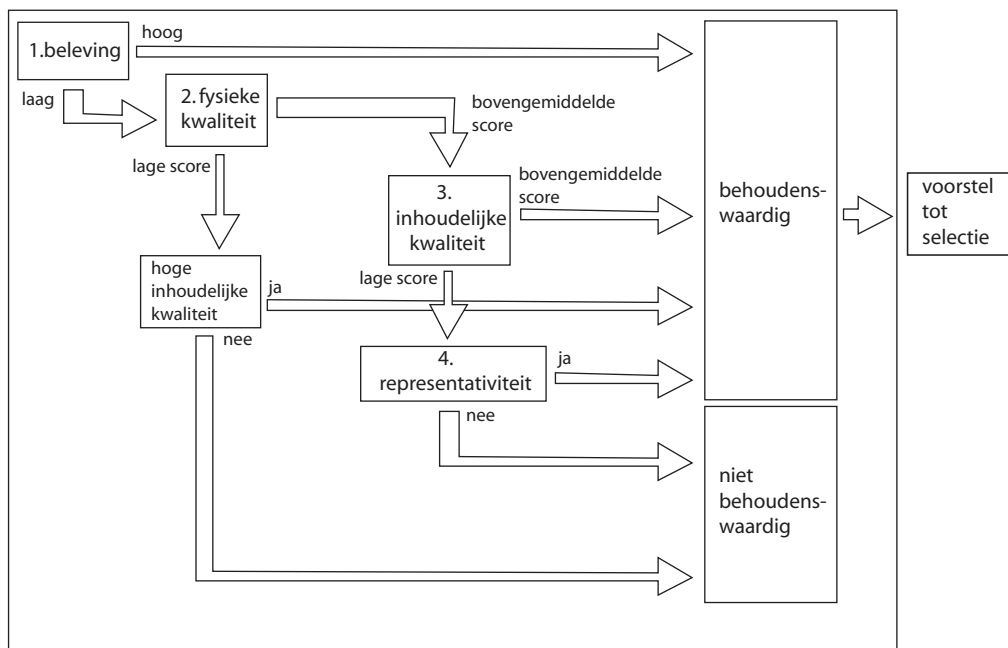 hoog
1.beleving
laag
2. fysieke
kwaliteit
bovengemiddelde
score
lage score
3.
inhoudelijke
kwaliteit
bovengemiddelde
score
behoudens-
waardig
voorstel
tot
selectie
hoge
inhoudelijke
kwaliteit
ja
lage score
nee
4.
representativiteit
ja
nee
niet
behoudens-
waardig